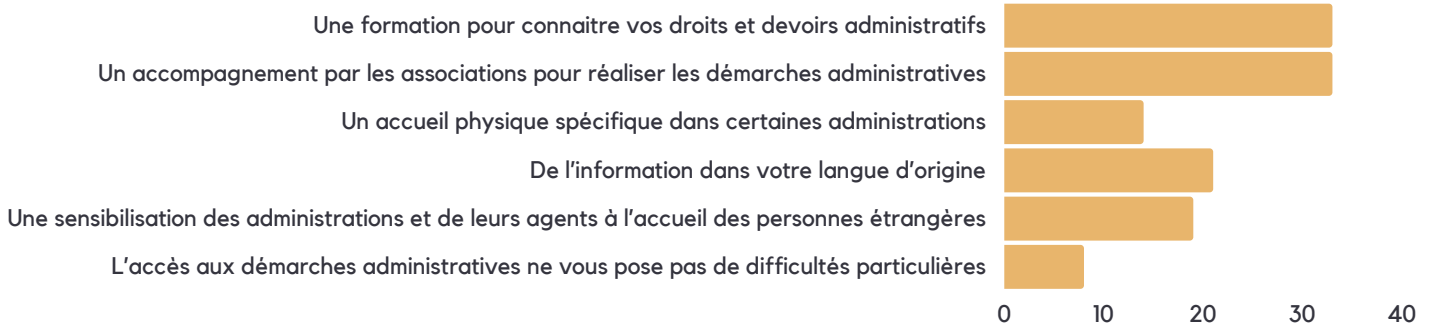 Une formation pour connaitre vos droits et devoirs administratifs
Un accompagnement par les associations pour réaliser les démarches administratives
Un accueil physique spécifique dans certaines administrations
De l’information dans votre langue d’origine
Une sensibilisation des administrations et de leurs agents à l’accueil des personnes étrangères
L’accès aux démarches administratives ne vous pose pas de difficultés particulières
0 10 20 30 40